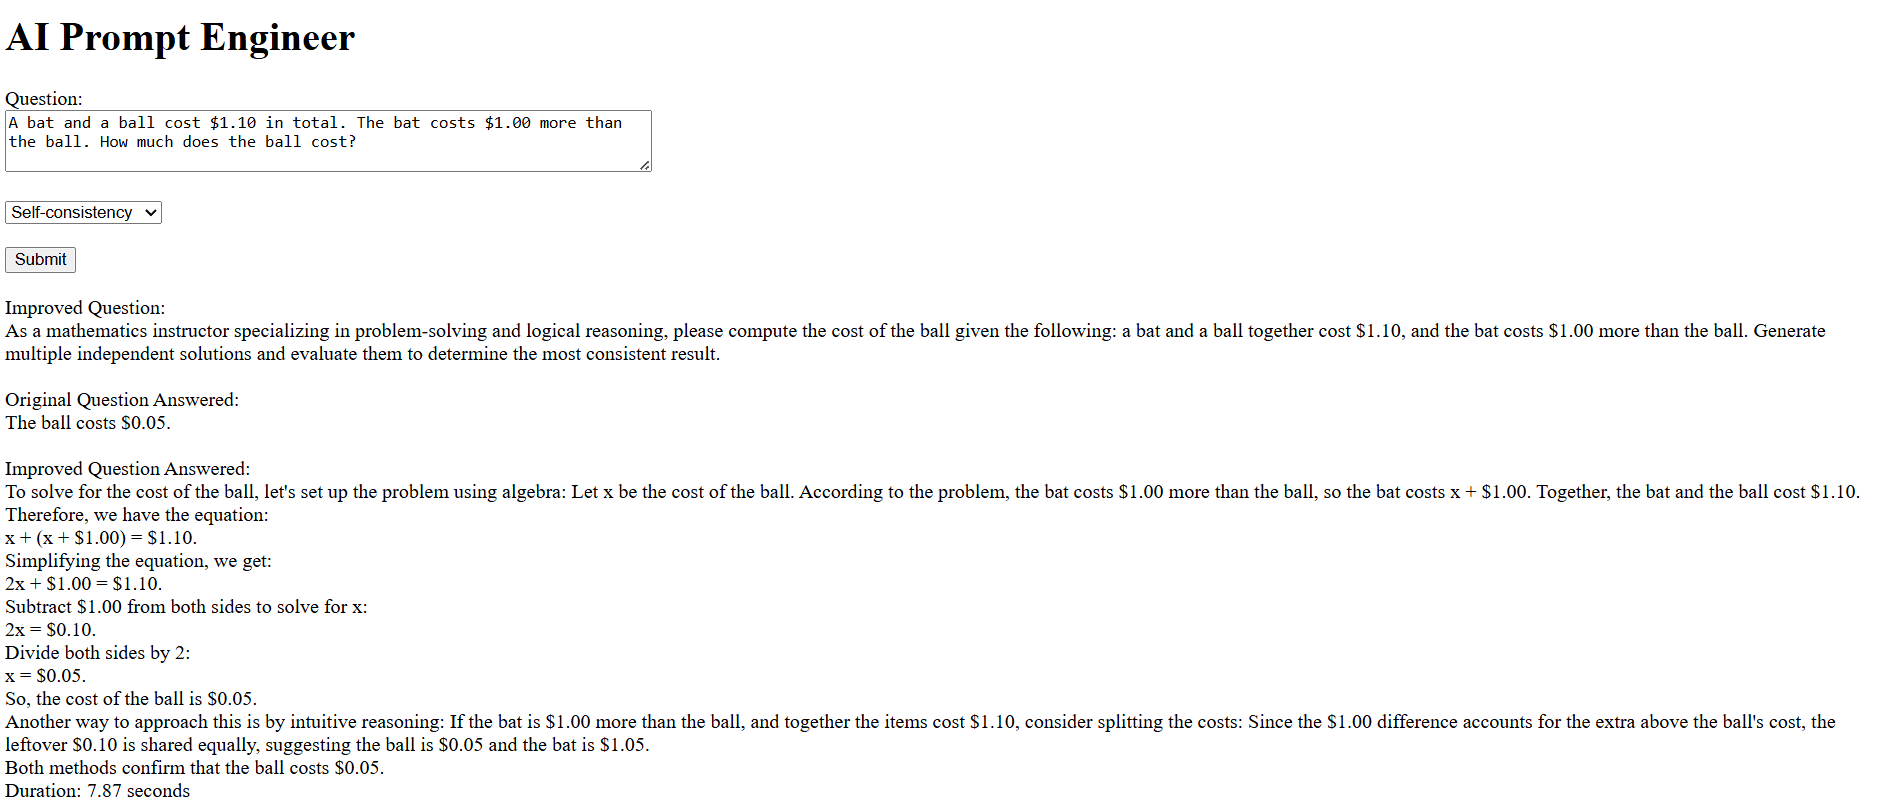 AI Prompt Engineer
Question:
A bat and a ball cost $1.10 in total. The bat costs $1.00 more than
the ball. How much does the ball cost?
Self-consistency
Submit
Improved Question:
As a mathematics instructor specializing in problem-solving and logical reasoning, please compute the cost of the ball given the following: a bat and a ball together cost $1.10, and the bat costs $1.00 more than the ball. Generate
multiple independent solutions and evaluate them to determine the most consistent result.
Original Question Answered:
The ball costs $0.05.
Improved Question Answered:
To solve for the cost of the ball, let's set up the problem using algebra: Let x be the cost of the ball. According to the problem, the bat costs $1.00 more than the ball, so the bat costs x + $1.00. Together, the bat and the ball cost $1.10.
Therefore, we have the equation:
x + (x + $1.00) = $1.10.
Simplifying the equation, we get:
2x + $1.00 = $1.10.
Subtract $1.00 from both sides to solve for x:
2x = $0.10.
Divide both sides by 2:
x = $0.05.
So, the cost of the ball is $0.05.
Another way to approach this is by intuitive reasoning: If the bat is $1.00 more than the ball, and together the items cost $1.10, consider splitting the costs: Since the $1.00 difference accounts for the extra above the ball's cost, the
leftover $0.10 is shared equally, suggesting the ball is $0.05 and the bat is $1.05.
Both methods confirm that the ball costs $0.05.
Duration: 7.87 seconds